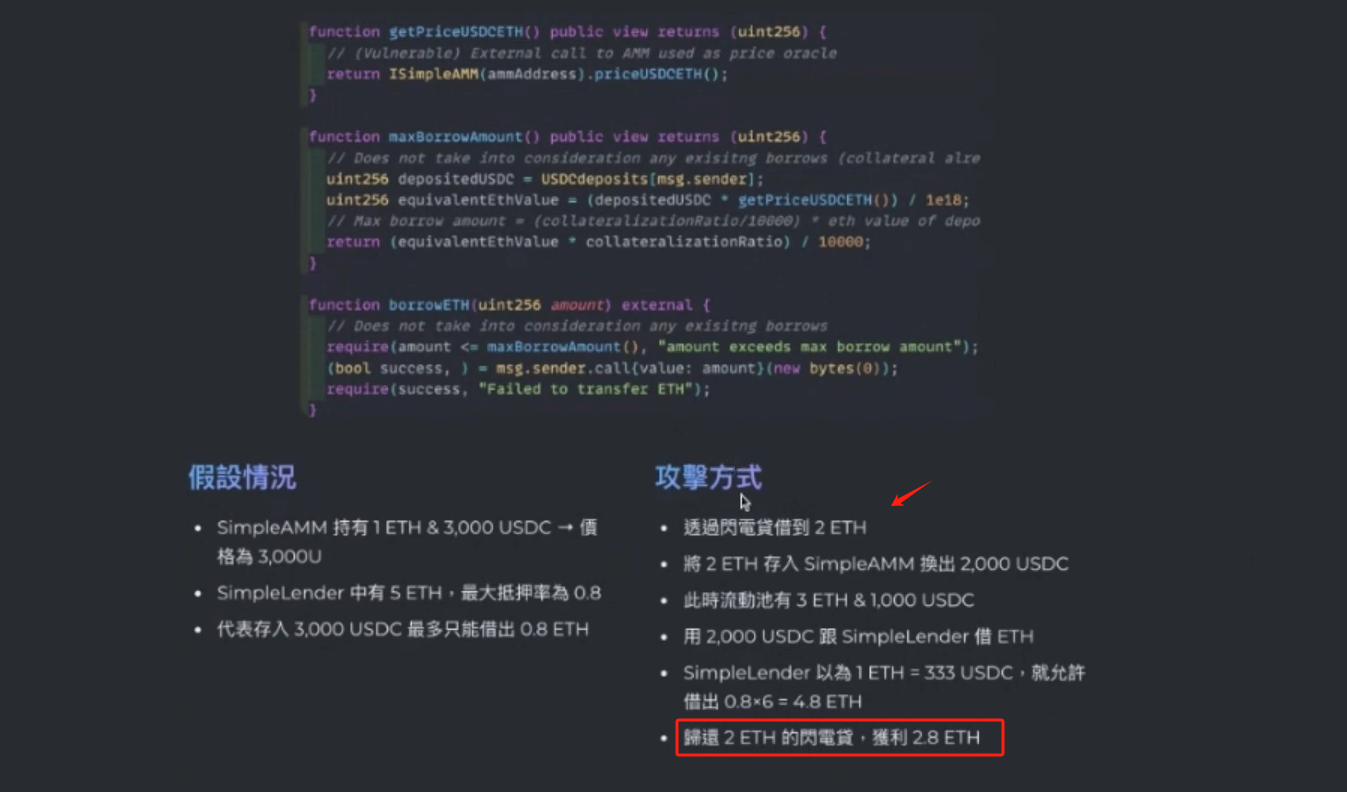 function getPriceUSDCETH() public view returns (uint256) {
// (Vulnerable) External call to AMM used as price oracle
return ISimpleAMM(ammAddress).priceUSDCETH();
}
function maxBorrowAmount() public view returns (uint256) {
// Does not take into consideration any exisitng borrows (collateral alre
uint256 depositedUSDC = USDCdeposits[msg.sender];
uint256 equivalentEthValue = (depositedUSDC * getPriceUSDCETH()) / 1e18;
// Max borrow amount = (collateralizationRatio/10000) * eth value of depo
return (equivalentEthValue * collateralizationRatio) / 10000;
}
function borrowETH(uint256 amount) external {
// Does not take into consideration any exisitng borrows
require(amount <= maxBorrowAmount(), "amount exceeds max borrow amount");
(bool success, ) = msg.sender.call{value: amount}(new bytes(0));
require(success, "Failed to transfer ETH");
}
假設情況
• SimpleAMM 持有 1 ETH & 3,000 USDC → 價
格為 3,000U
• SimpleLender 中有 5 ETH，最大抵押率為 0.8
• 代表存入 3,000 USDC 最多只能借出 0.8 ETH
攻擊方式
• 透過閃電貸借到 2 ETH
• 將 2 ETH 存入 SimpleAMM 換出 2,000 USDC
• 此時流動池有 3 ETH & 1,000 USDC
• 用 2,000 USDC 跟 SimpleLender 借 ETH
• SimpleLender 以為 1 ETH = 333 USDC，就允許
借出 0.8×6 = 4.8 ETH
• 歸還 2 ETH 的閃電貸，獲利 2.8 ETH